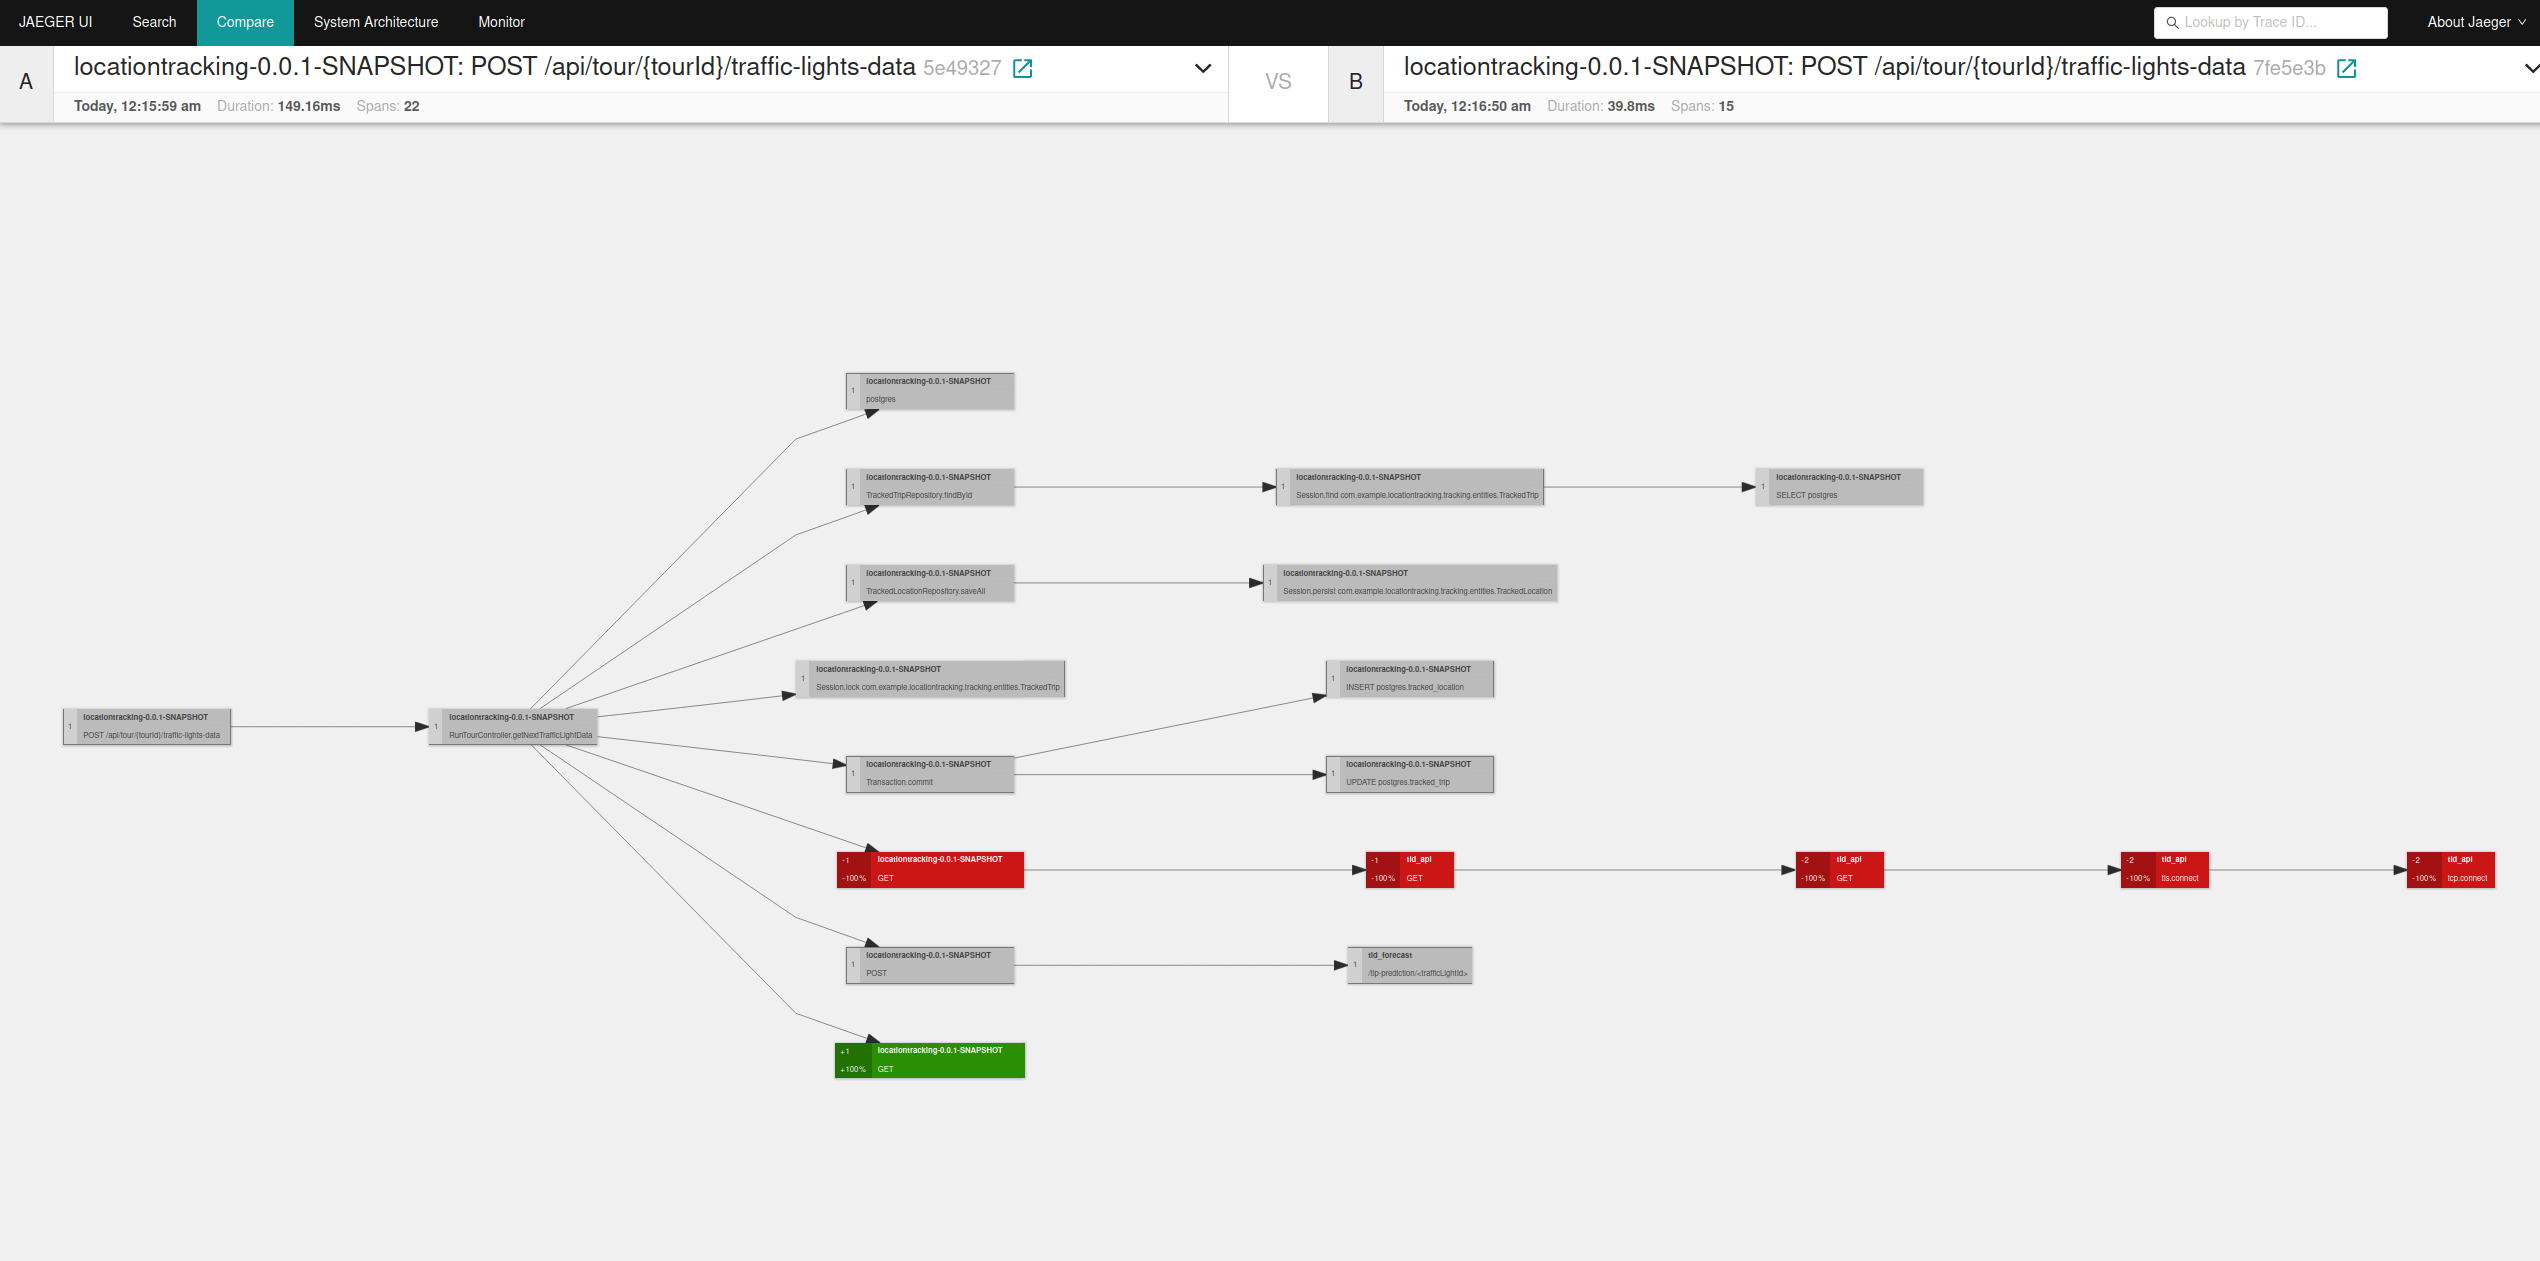 JAEGER UI Search Compare System Architecture Monitor Lookup by Trace ID... About Jaeger
A locationtracking-0.0.1-SNAPSHOT: POST /api/tour/{tourId}/traffic-lights-data 5e49327
Today, 12:15:59 am Duration: 149.16ms Spans: 22
VS
B locationtracking-0.0.1-SNAPSHOT: POST /api/tour/{tourId}/traffic-lights-data 7fe5e3b
Today, 12:16:50 am Duration: 39.8ms Spans: 15
1 locationtracking-0.0.1-SNAPSHOT
postgres
1 locationtracking-0.0.1-SNAPSHOT
TrackedTripRepository.findById
1 locationtracking-0.0.1-SNAPSHOT
Session.find com.example.locationtracking.tracking.entities.TrackedTrip
1 locationtracking-0.0.1-SNAPSHOT
SELECT postgres
1 locationtracking-0.0.1-SNAPSHOT
TrackedLocationRepository.saveAll
1 locationtracking-0.0.1-SNAPSHOT
Session.persist com.example.locationtracking.tracking.entities.TrackedLocation
1 locationtracking-0.0.1-SNAPSHOT
Session.lock com.example.locationtracking.tracking.entities.TrackedTrip
1 locationtracking-0.0.1-SNAPSHOT
INSERT postgres.tracked_location
1 locationtracking-0.0.1-SNAPSHOT
POST /api/tour/{tourId}/traffic-lights-data
1 locationtracking-0.0.1-SNAPSHOT
RunTourController.getNextTrafficLightData
1 locationtracking-0.0.1-SNAPSHOT
Transaction.commit
1 locationtracking-0.0.1-SNAPSHOT
UPDATE postgres.tracked_trip
-1 locationtracking-0.0.1-SNAPSHOT
-100% GET
-1 tld_api
-100% GET
-2 tld_api
-100% GET
-2 tld_api
-100% tls.connect
-2 tld_api
-100% tcp.connect
1 locationtracking-0.0.1-SNAPSHOT
POST
1 tld_forecast
/tlp-prediction/<trafficLightId>
+1 locationtracking-0.0.1-SNAPSHOT
+100% GET